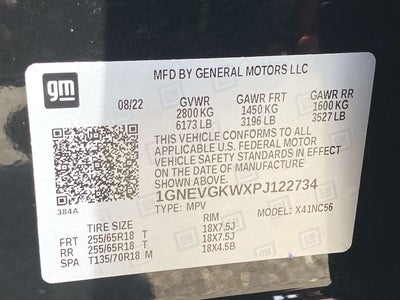 gm
MFD BY GENERAL MOTORS LLC
08/22 GVWR GAWR FRT GAWR RR
2800 KG 1450 KG 1600 KG
6173 LB 3196 LB 3527 LB
THIS VEHICLE CONFORMS TO ALL
APPLICABLE U.S. FEDERAL MOTOR
VEHICLE SAFETY STANDARDS IN EFFECT
ON THE DATE OF MANUFACTURE
SHOWN ABOVE.
384A
1GNEVGKWXPJ122734
TYPE: MPV MODEL: X41NC56
TIRE SIZE RIM
FRT 255/65R18 T 18X7.5J
RR 255/65R18 T 18X7.5J
SPA T135/70R18 M 18X4.5B